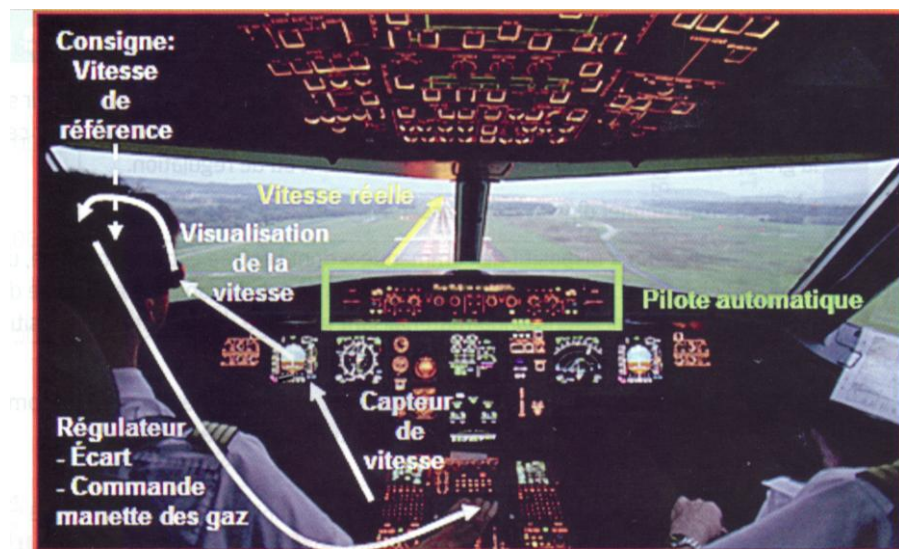 Consigne:
Vitesse
de
référence
Vitesse réelle
Visualisation
de la
vitesse
Pilote automatique
Capteur
de
vitesse
Régulateur
- Écart
- Commande
manette des gaz